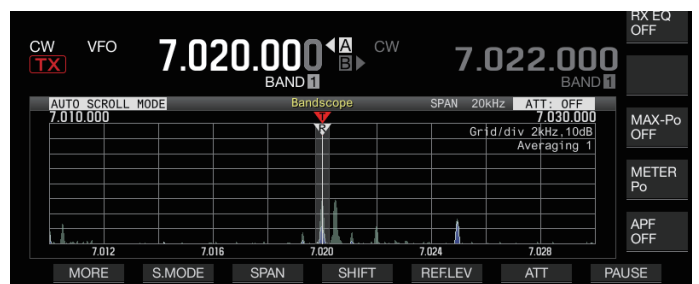 RX EQ
OFF
CW VFO 7.020.000 A CW 7.022.000
TX B
BAND 1 BAND 1
AUTO SCROLL MODE Bandscope SPAN 20kHz ATT: OFF
7.010.000 T 7.030.000
R Grid/div 2kHz,10dB
Averaging 1
MAX-Po
OFF
METER
Po
APF
OFF
7.012 7.016 7.020 7.024 7.028
MORE S.MODE SPAN SHIFT REF.LEV ATT PAUSE